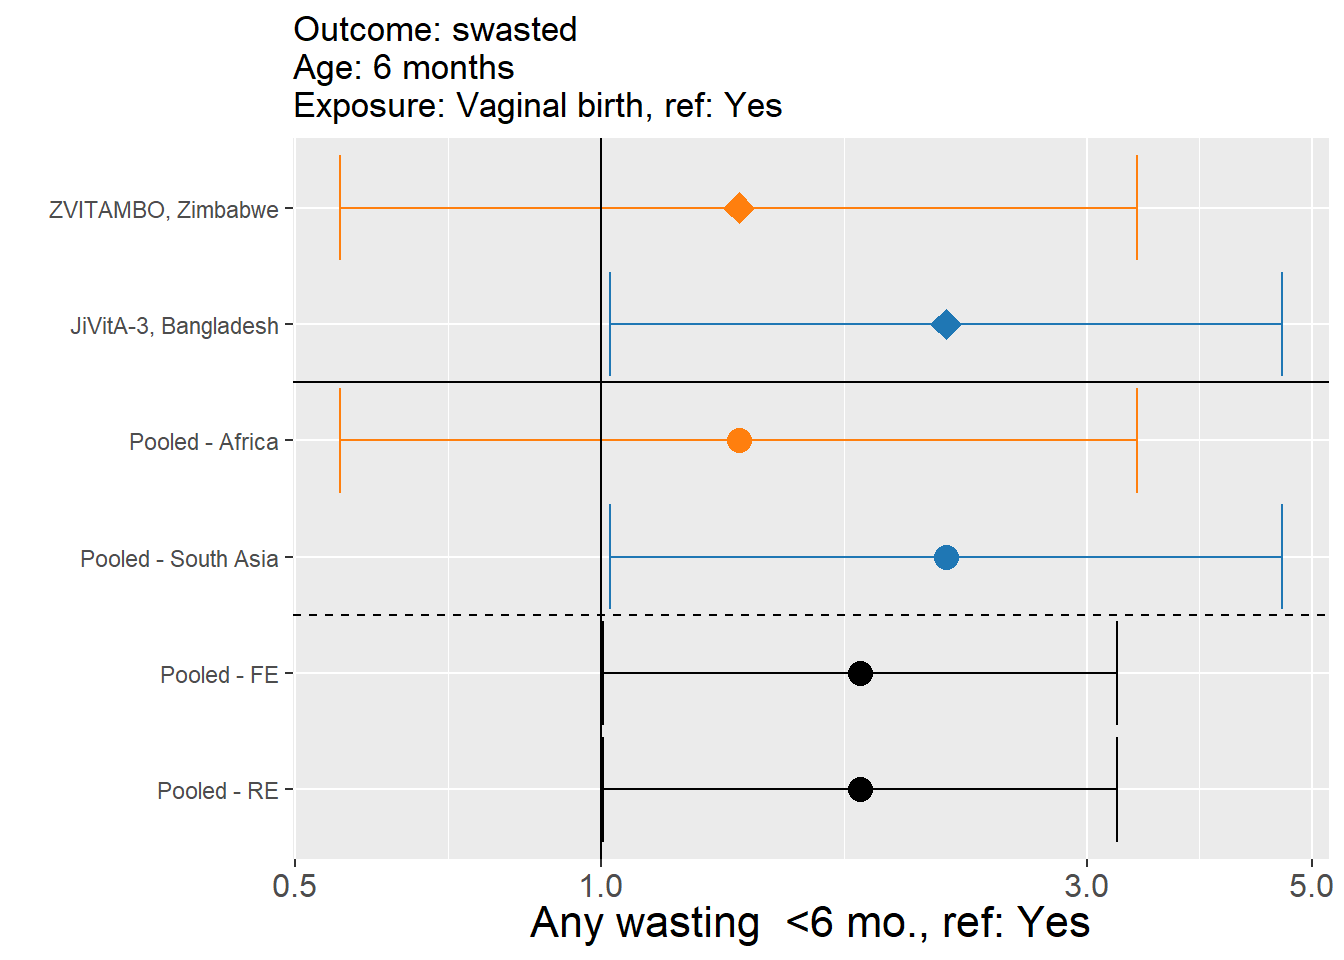 Outcome: swasted
Age: 6 months
Exposure: Vaginal birth, ref: Yes
ZVITAMBO, Zimbabwe
JiVitA-3, Bangladesh
Pooled - Africa
Pooled - South Asia
Pooled - FE
Pooled - RE
0.5 1.0 3.0 5.0
Any wasting  <6 mo., ref: Yes